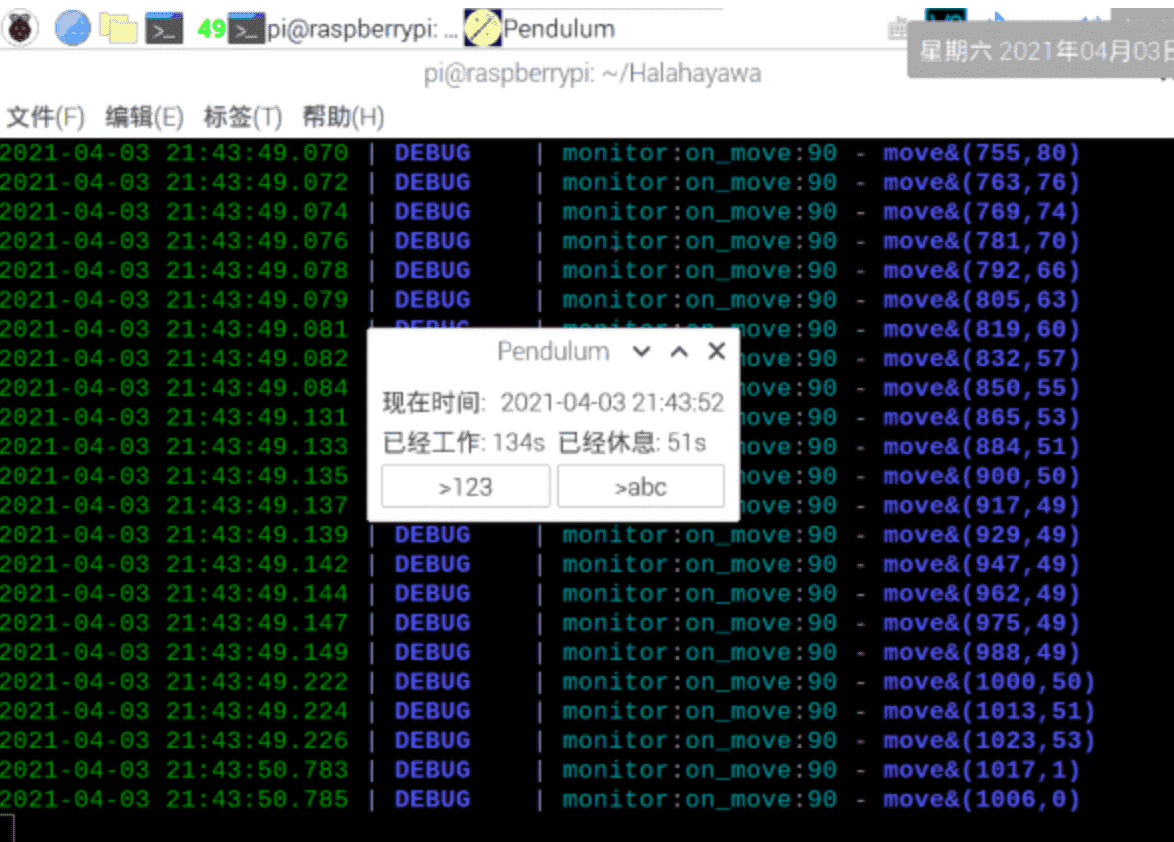 49 pi@raspberrypi: ... Pendulum
星期六 2021年04月03日
pi@raspberrypi: ~/Halahayawa
文件(F) 编辑(E) 标签(T) 帮助(H)
2021-04-03 21:43:49.070 | DEBUG | monitor:on_move:90 - move&(755,80)
2021-04-03 21:43:49.072 | DEBUG | monitor:on_move:90 - move&(763,76)
2021-04-03 21:43:49.074 | DEBUG | monitor:on_move:90 - move&(769,74)
2021-04-03 21:43:49.076 | DEBUG | monitor:on_move:90 - move&(781,70)
2021-04-03 21:43:49.078 | DEBUG | monitor:on_move:90 - move&(792,66)
2021-04-03 21:43:49.079 | DEBUG | monitor:on_move:90 - move&(805,63)
2021-04-03 21:43:49.081 | DEBUG | monitor:on_move:90 - move&(819,60)
2021-04-03 21:43:49.082 move:90 - move&(832,57)
2021-04-03 21:43:49.084 move:90 - move&(850,55)
2021-04-03 21:43:49.131 move:90 - move&(865,53)
2021-04-03 21:43:49.133 move:90 - move&(884,51)
2021-04-03 21:43:49.135 move:90 - move&(900,50)
2021-04-03 21:43:49.137 move:90 - move&(917,49)
2021-04-03 21:43:49.139 | DEBUG | monitor:on_move:90 - move&(929,49)
2021-04-03 21:43:49.142 | DEBUG | monitor:on_move:90 - move&(947,49)
2021-04-03 21:43:49.144 | DEBUG | monitor:on_move:90 - move&(962,49)
2021-04-03 21:43:49.147 | DEBUG | monitor:on_move:90 - move&(975,49)
2021-04-03 21:43:49.149 | DEBUG | monitor:on_move:90 - move&(988,49)
2021-04-03 21:43:49.222 | DEBUG | monitor:on_move:90 - move&(1000,50)
2021-04-03 21:43:49.224 | DEBUG | monitor:on_move:90 - move&(1013,51)
2021-04-03 21:43:49.226 | DEBUG | monitor:on_move:90 - move&(1023,53)
2021-04-03 21:43:50.783 | DEBUG | monitor:on_move:90 - move&(1017,1)
2021-04-03 21:43:50.785 | DEBUG | monitor:on_move:90 - move&(1006,0)
Pendulum
现在时间: 2021-04-03 21:43:52
已经工作: 134s 已经休息: 51s
>123 >abc